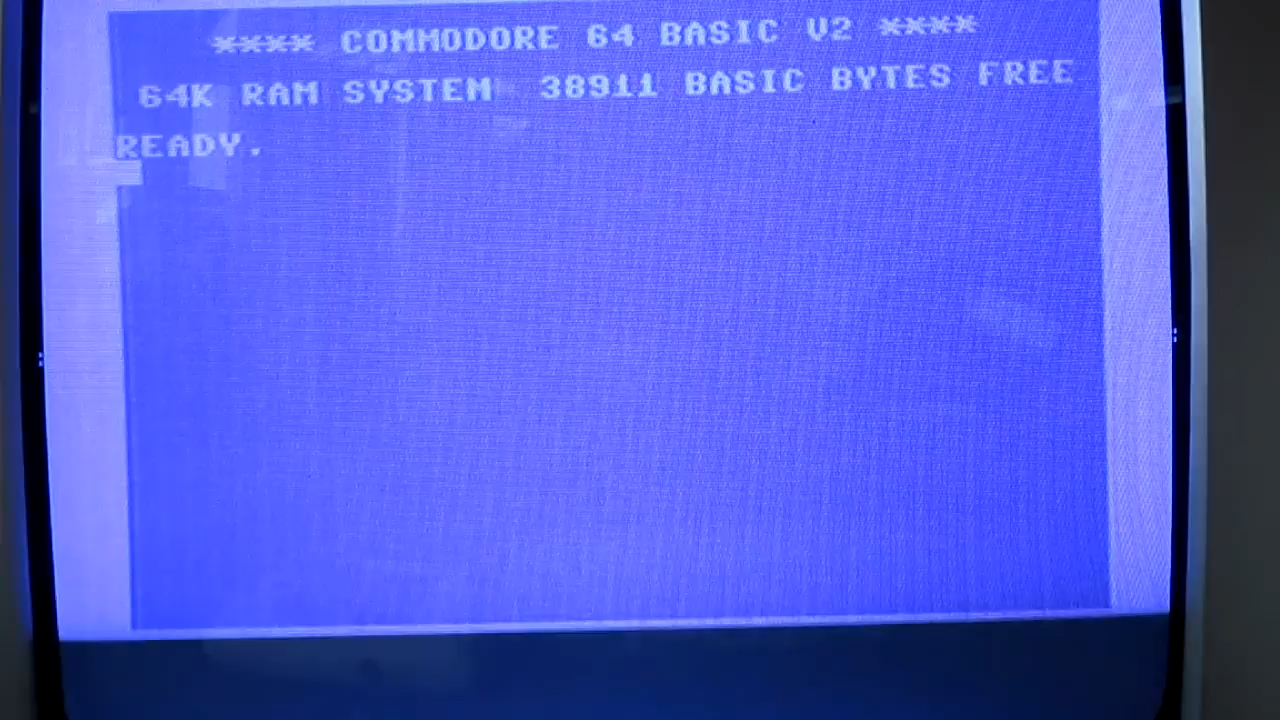 **** COMMODORE 64 BASIC V2 ****
64K RAM SYSTEM 38911 BASIC BYTES FREE
READY.